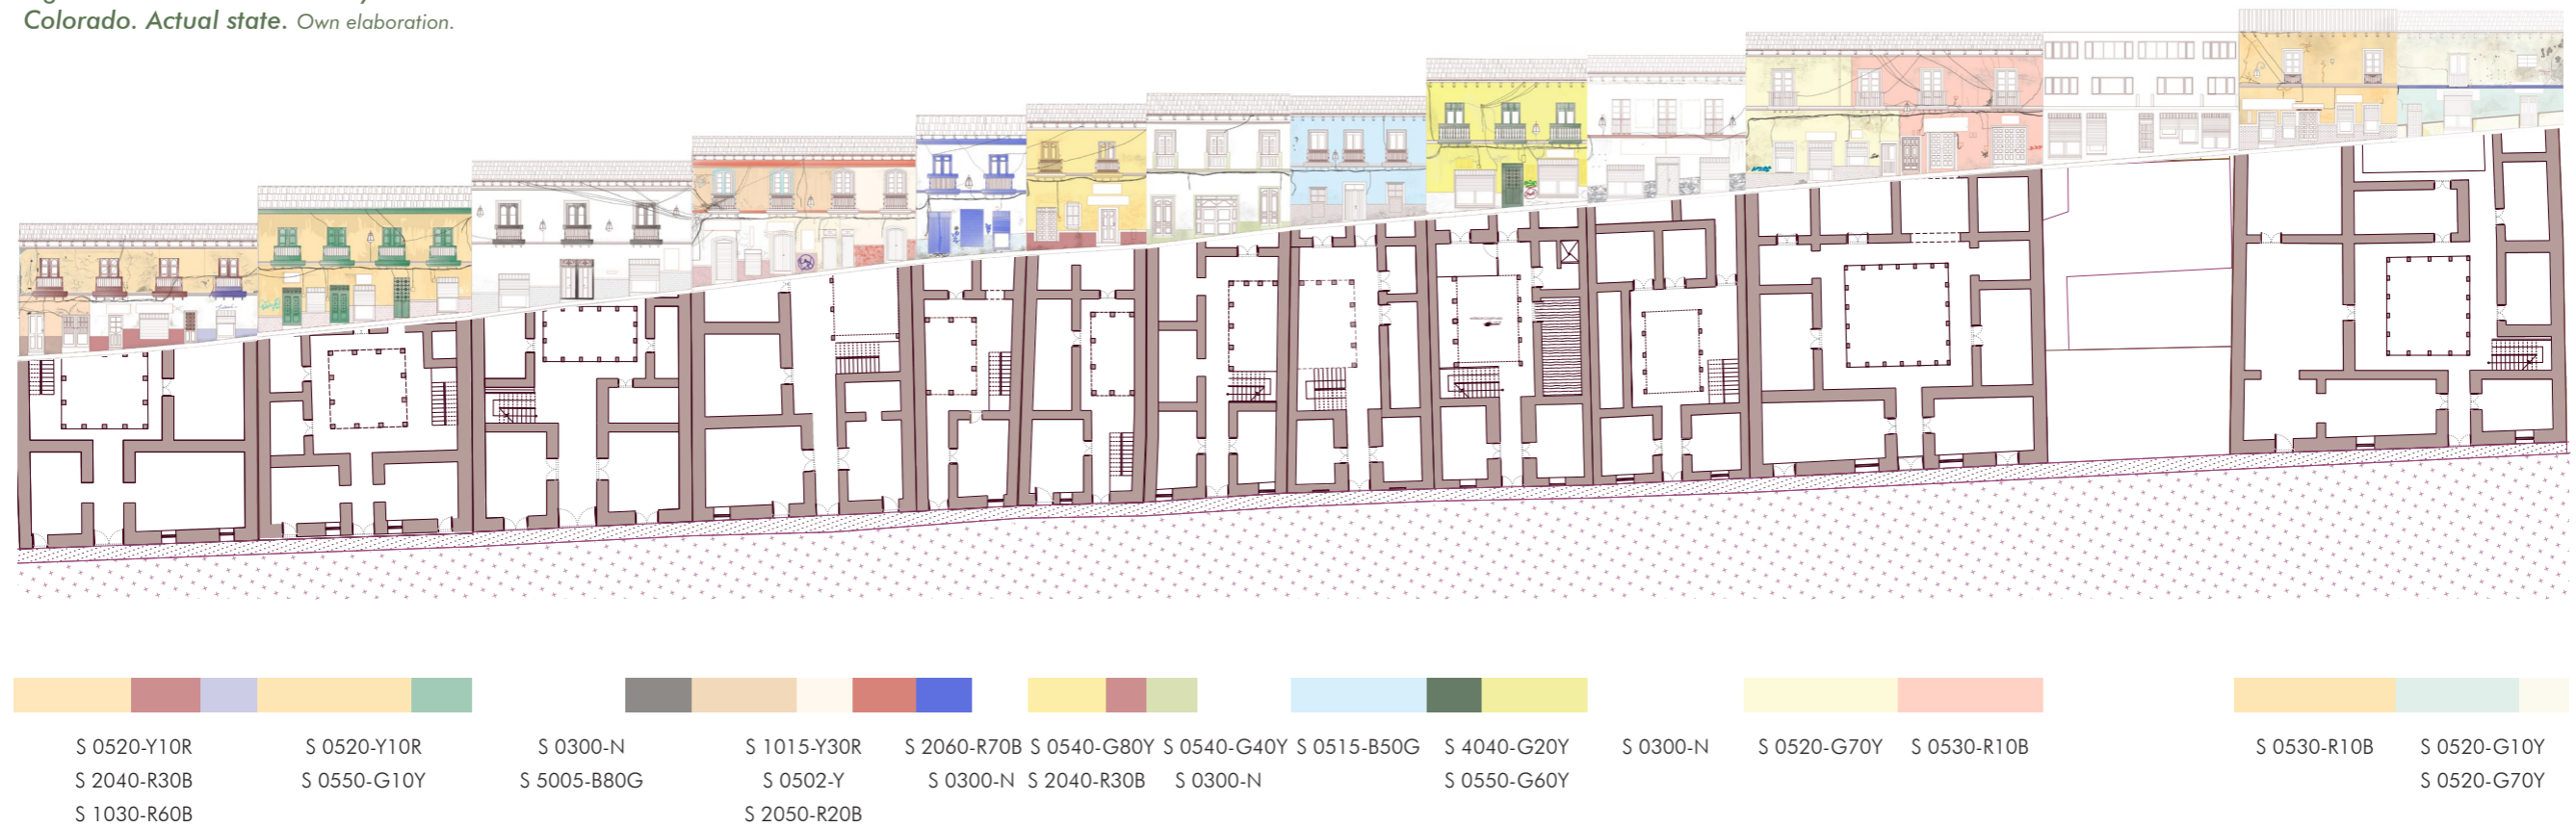 Colorado. Actual state. Own elaboration.
S 0520-Y10R
S 2040-R30B
S 1030-R60B
S 0520-Y10R
S 0550-G10Y
S 0300-N
S 5005-B80G
S 1015-Y30R
S 0502-Y
S 2050-R20B
S 2060-R70B
S 0300-N
S 0540-G80Y
S 2040-R30B
S 0540-G40Y
S 0300-N
S 0515-B50G
S 4040-G20Y
S 0550-G60Y
S 0300-N
S 0520-G70Y
S 0530-R10B
S 0530-R10B
S 0520-G10Y
S 0520-G70Y